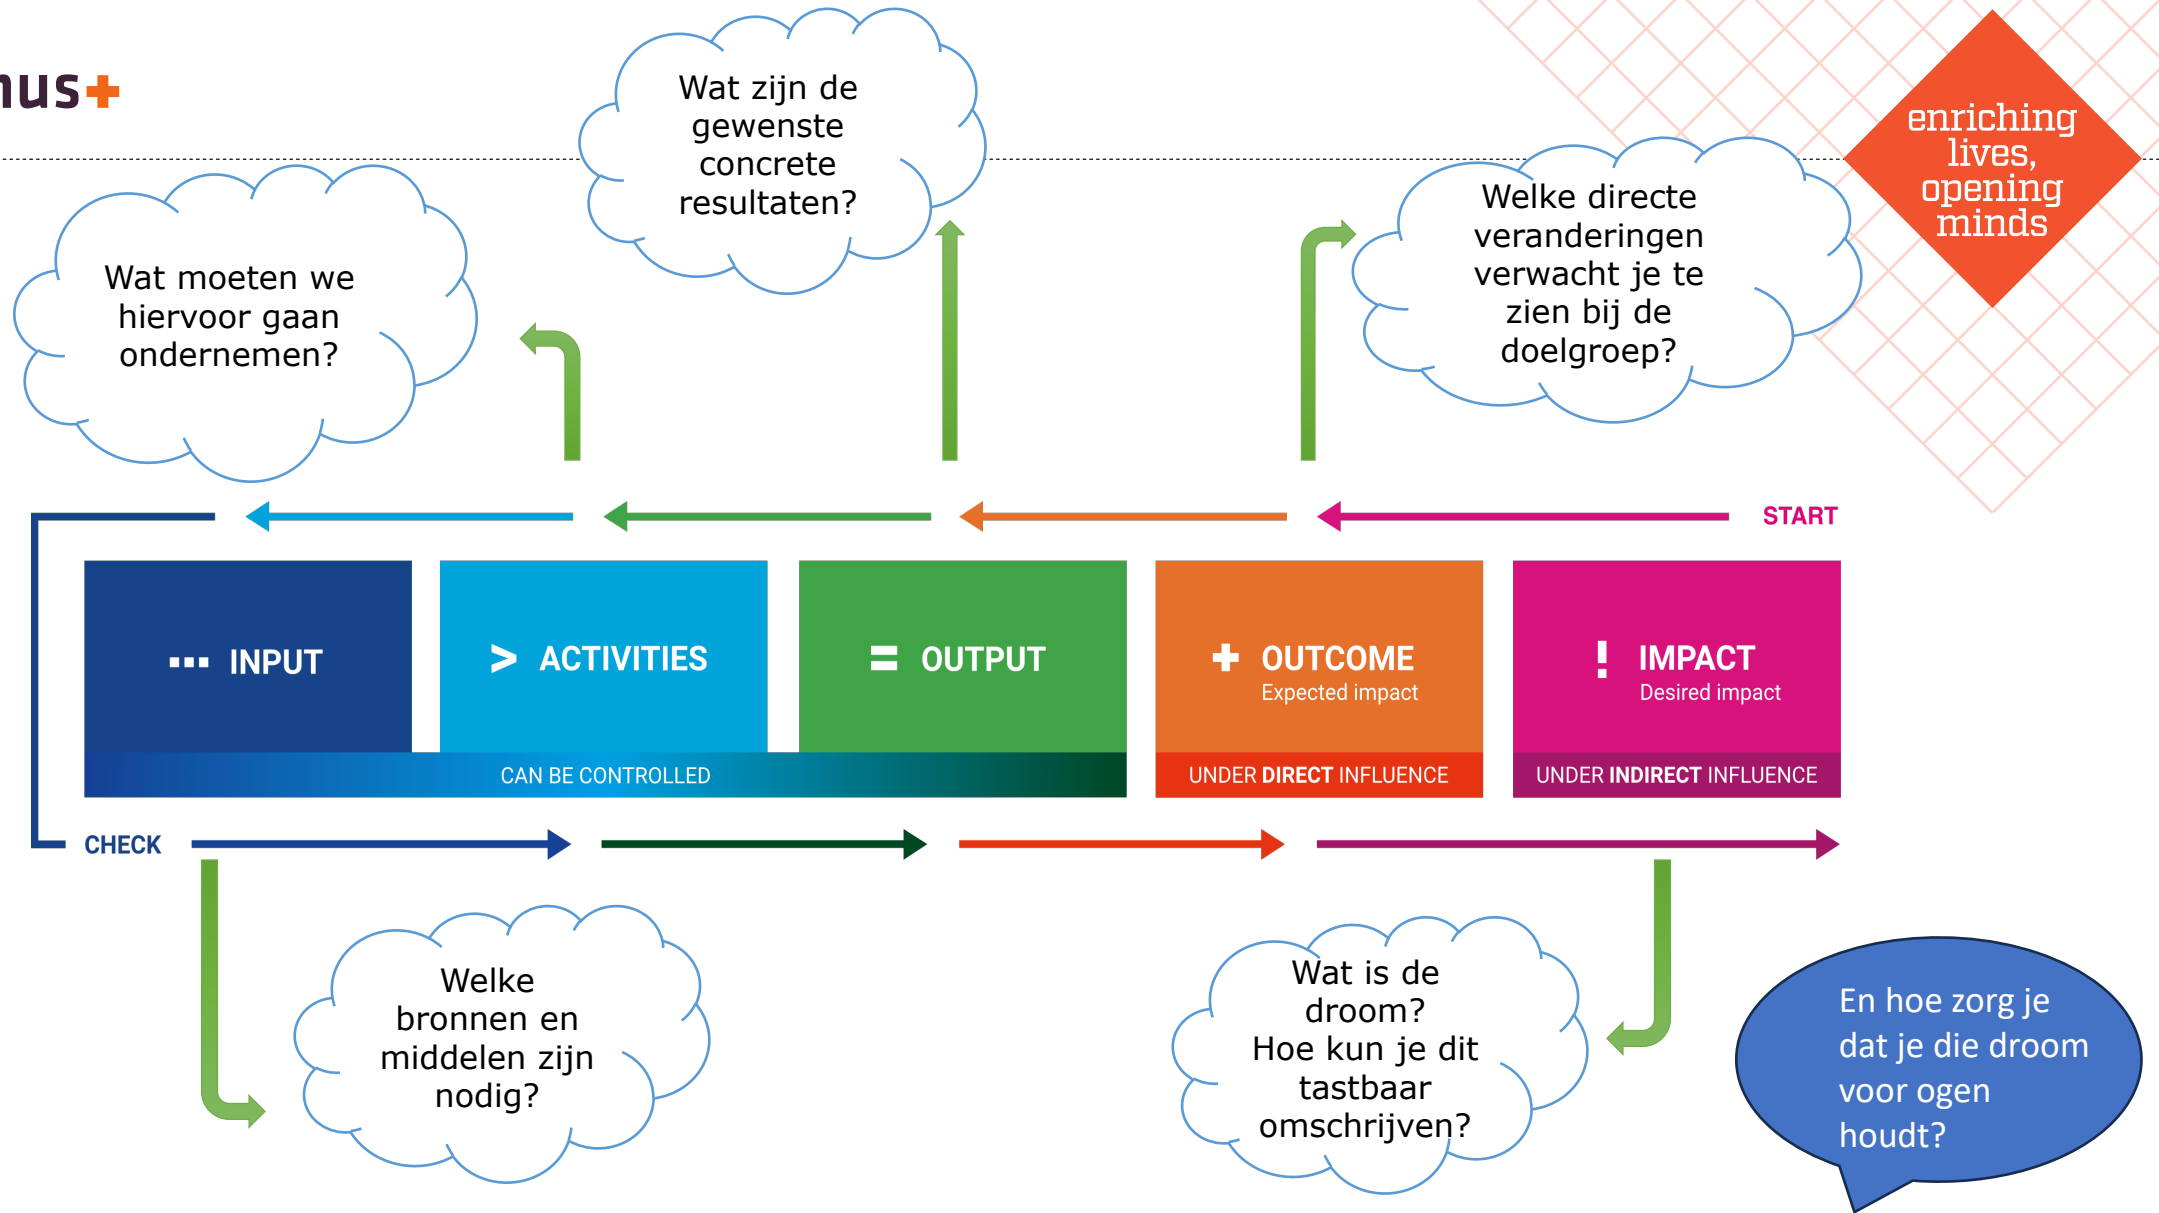 nus+
enriching
lives,
opening
minds
Wat zijn de
gewenste
concrete
resultaten?
Wat moeten we
hiervoor gaan
ondernemen?
Welke directe
veranderingen
verwacht je te
zien bij de
doelgroep?
START
... INPUT
> ACTIVITIES
= OUTPUT
+ OUTCOME
Expected impact
! IMPACT
Desired impact
CAN BE CONTROLLED
UNDER DIRECT INFLUENCE
UNDER INDIRECT INFLUENCE
CHECK
Welke
bronnen en
middelen zijn
nodig?
Wat is de
droom?
Hoe kun je dit
tastbaar
omschrijven?
En hoe zorg je
dat je die droom
voor ogen
houdt?